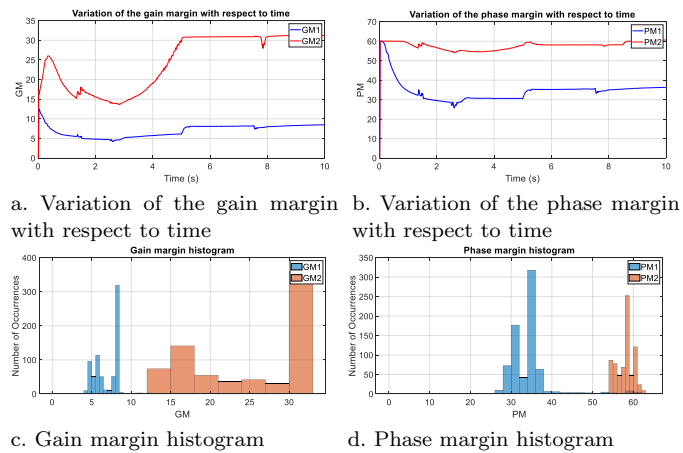 Variation of the gain margin with respect to time
GM
35
30
25
20
15
10
5
0
0 2 4 6 8 10
Time (s)
GM1
GM2
Variation of the phase margin with respect to time
PM
70
60
50
40
30
20
10
0
0 2 4 6 8 10
Time (s)
PM1
PM2
a. Variation of the gain margin
with respect to time
b. Variation of the phase margin
with respect to time
Gain margin histogram
Number of Occurrences
400
300
200
100
0
0 5 10 15 20 25 30
GM
GM1
GM2
Phase margin histogram
Number of Occurrences
350
300
250
200
150
100
50
0
0 10 20 30 40 50 60
PM
PM1
PM2
c. Gain margin histogram
d. Phase margin histogram